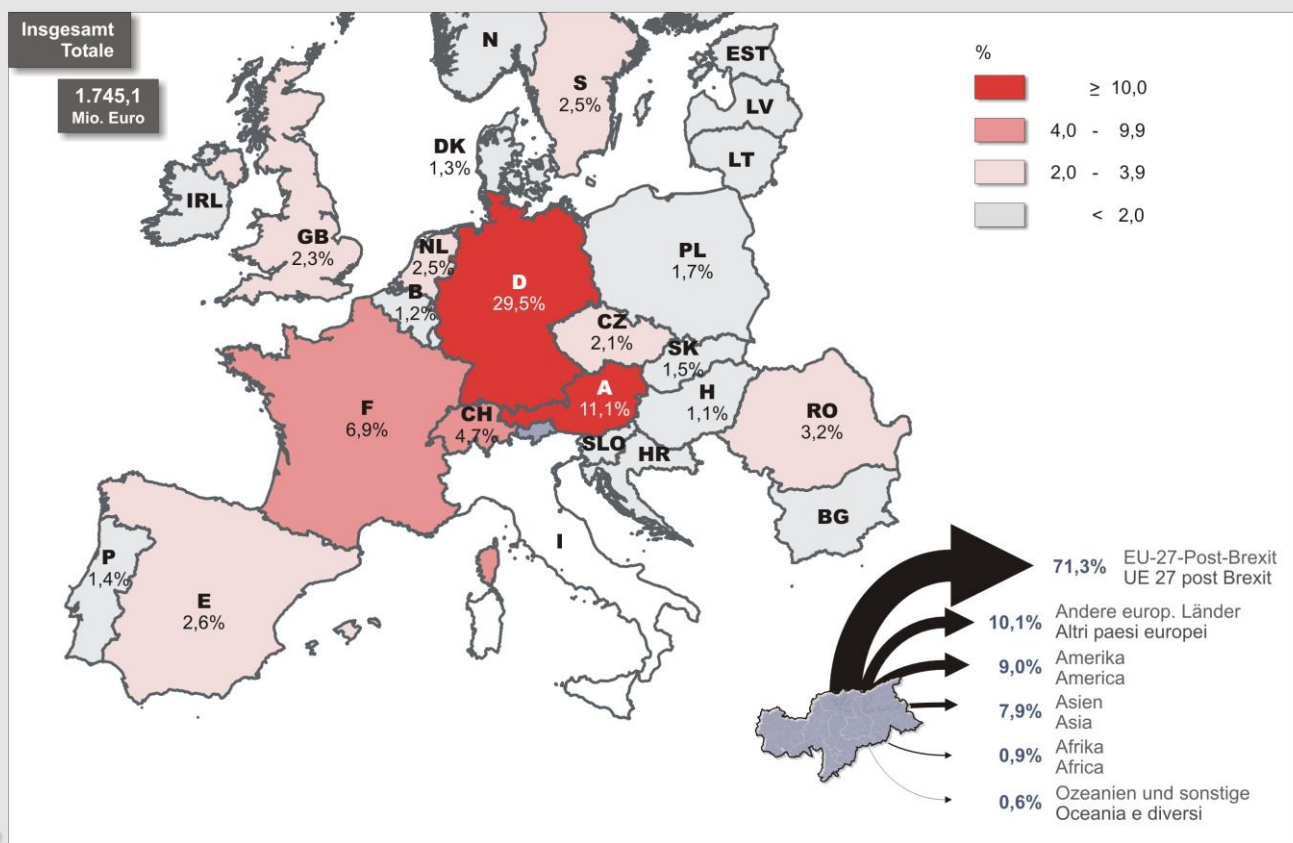 Insgesamt
Totale
1.745,1
Mio. Euro
N
S
2,5%
EST
LV
LT
DK
1,3%
IRL
GB
2,3%
NL
2,5%
B
1,2%
D
29,5%
PL
1,7%
CZ
2,1%
SK
1,5%
A
11,1%
H
1,1%
RO
3,2%
F
6,9%
CH
4,7%
SLO
HR
BG
I
P
1,4%
E
2,6%
%
≥ 10,0
4,0 - 9,9
2,0 - 3,9
< 2,0
71,3% EU-27-Post-Brexit
UE 27 post Brexit
10,1% Andere europ. Länder
Altri paesi europei
9,0% Amerika
America
7,9% Asien
Asia
0,9% Afrika
Africa
0,6% Ozeanien und sonstige
Oceania e diversi